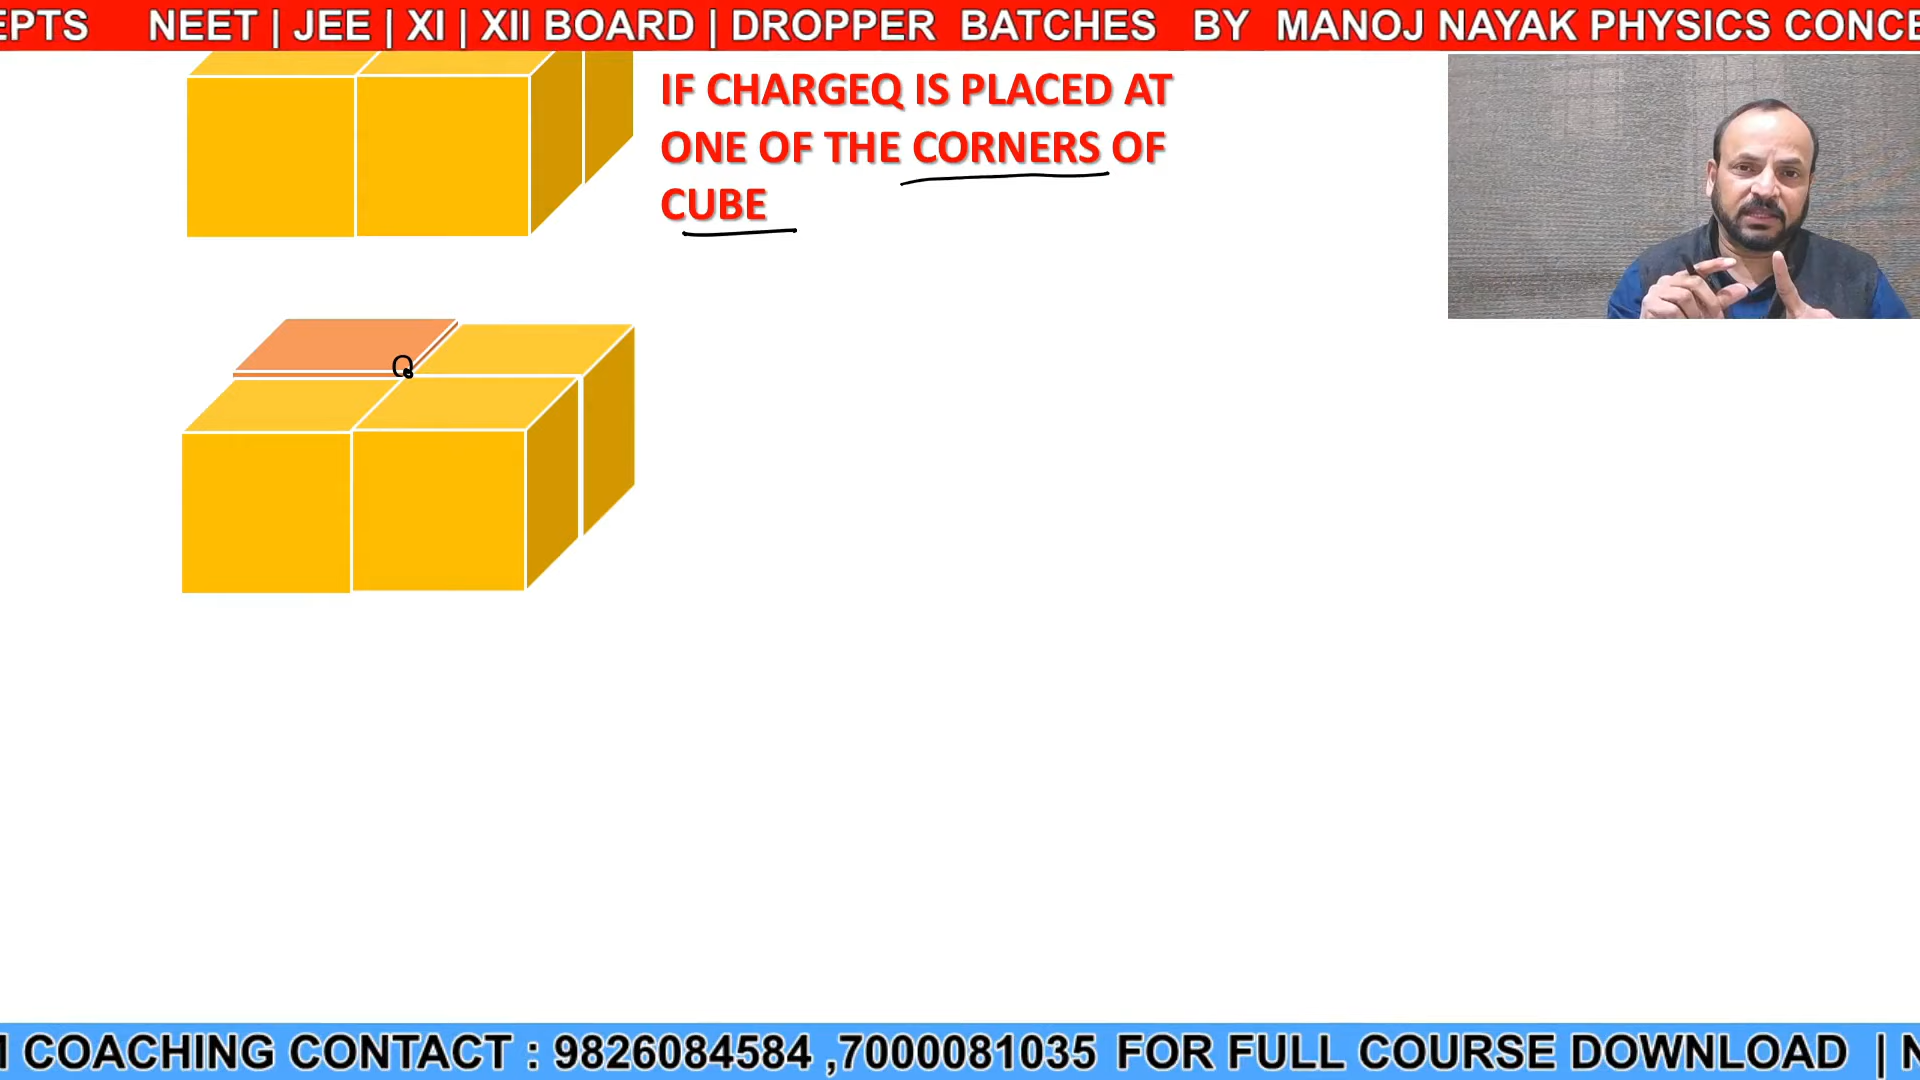 EPTS NEET | JEE | XI | XII BOARD | DROPPER BATCHES BY MANOJ NAYAK PHYSICS CONCE
IF CHARGEQ IS PLACED AT
ONE OF THE CORNERS OF
CUBE
Q
M COACHING CONTACT : 9826084584 ,7000081035 FOR FULL COURSE DOWNLOAD | N